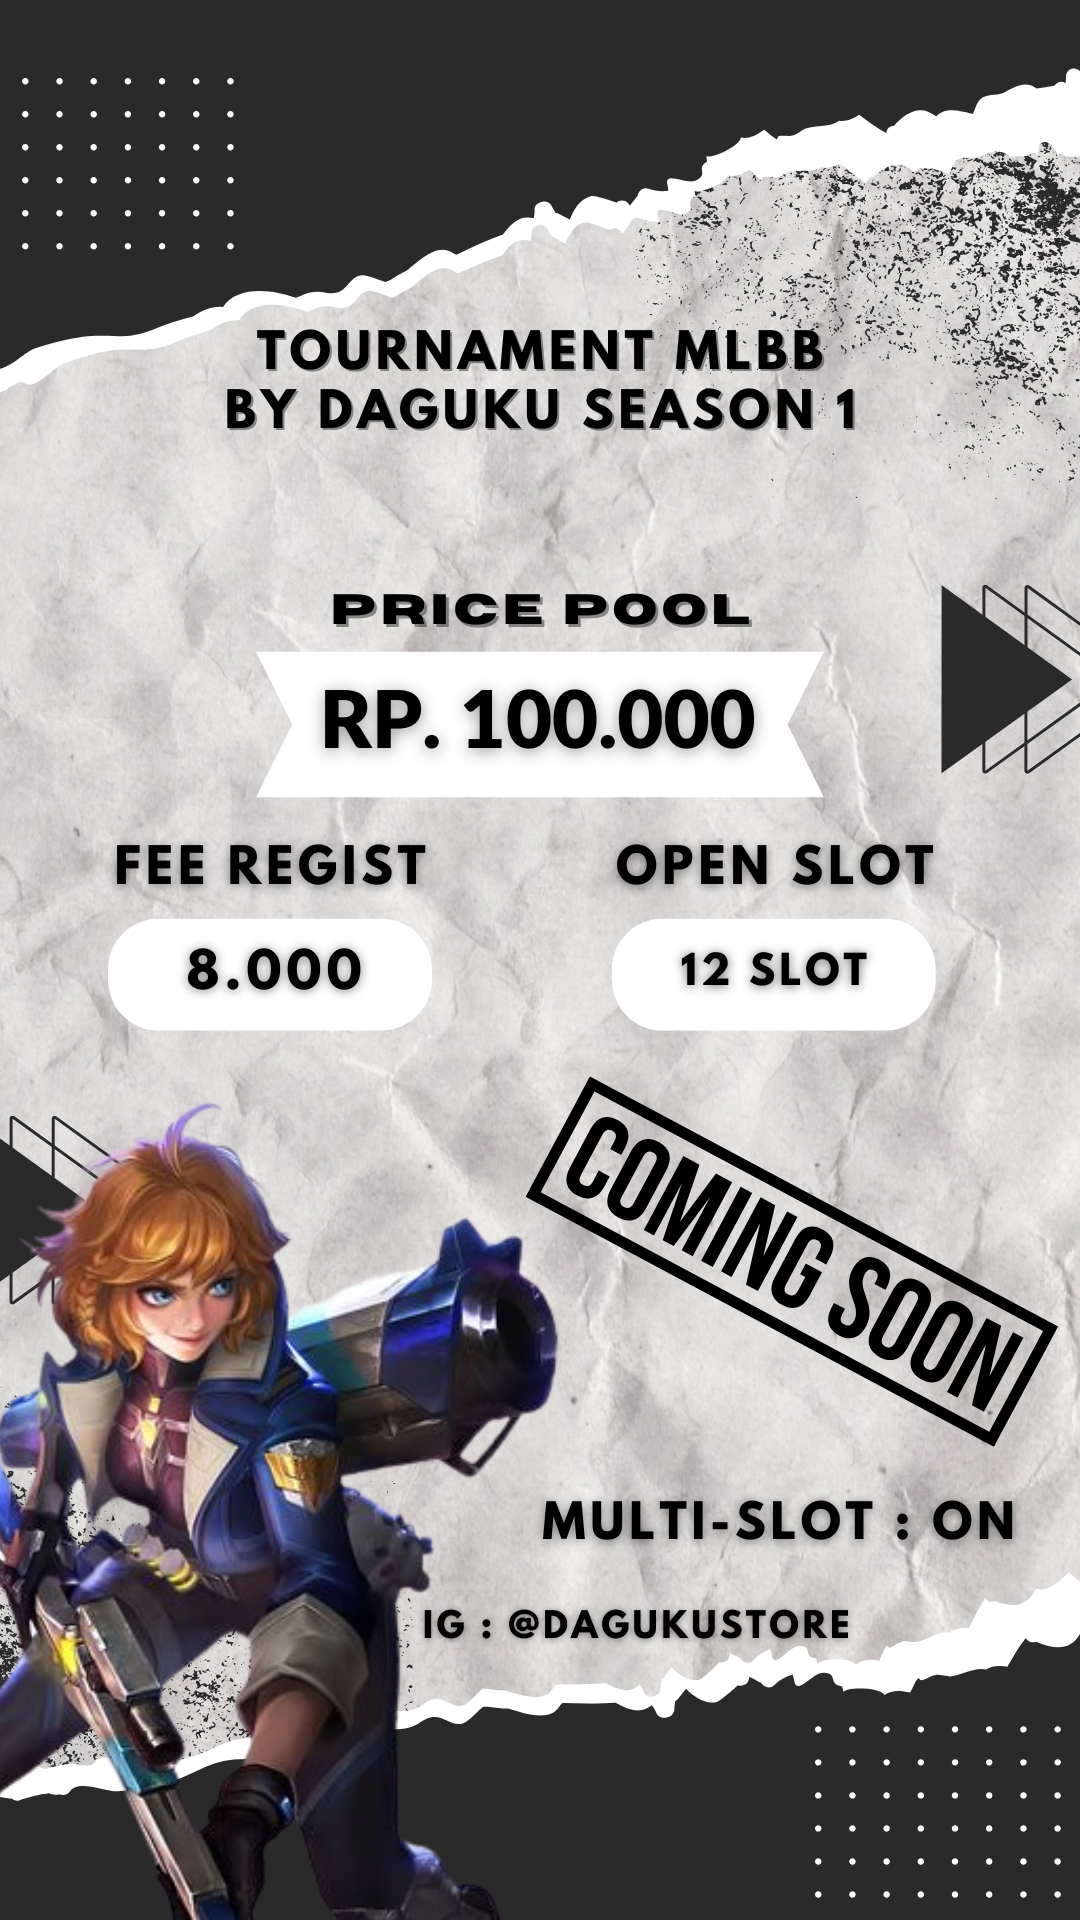 TOURNAMENT MLBB
BY DAGUKU SEASON 1
PRICE POOL
RP. 100.000
FEE REGIST
8.000
OPEN SLOT
12 SLOT
COMING SOON
MULTI-SLOT : ON
IG : @DAGUKUSTORE